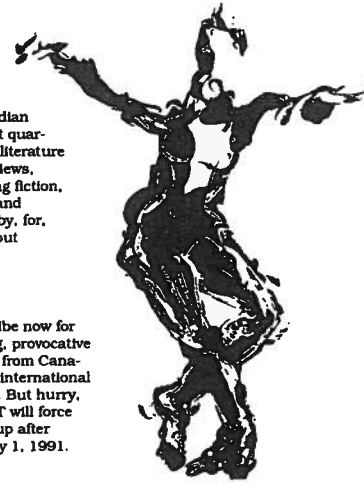 dian
t quar-
literature
iews,
ng fiction,
and
by, for,
out
ibe now for
g, provocative
from Cana-
international
. But hurry,
T will force
up after
y 1, 1991.